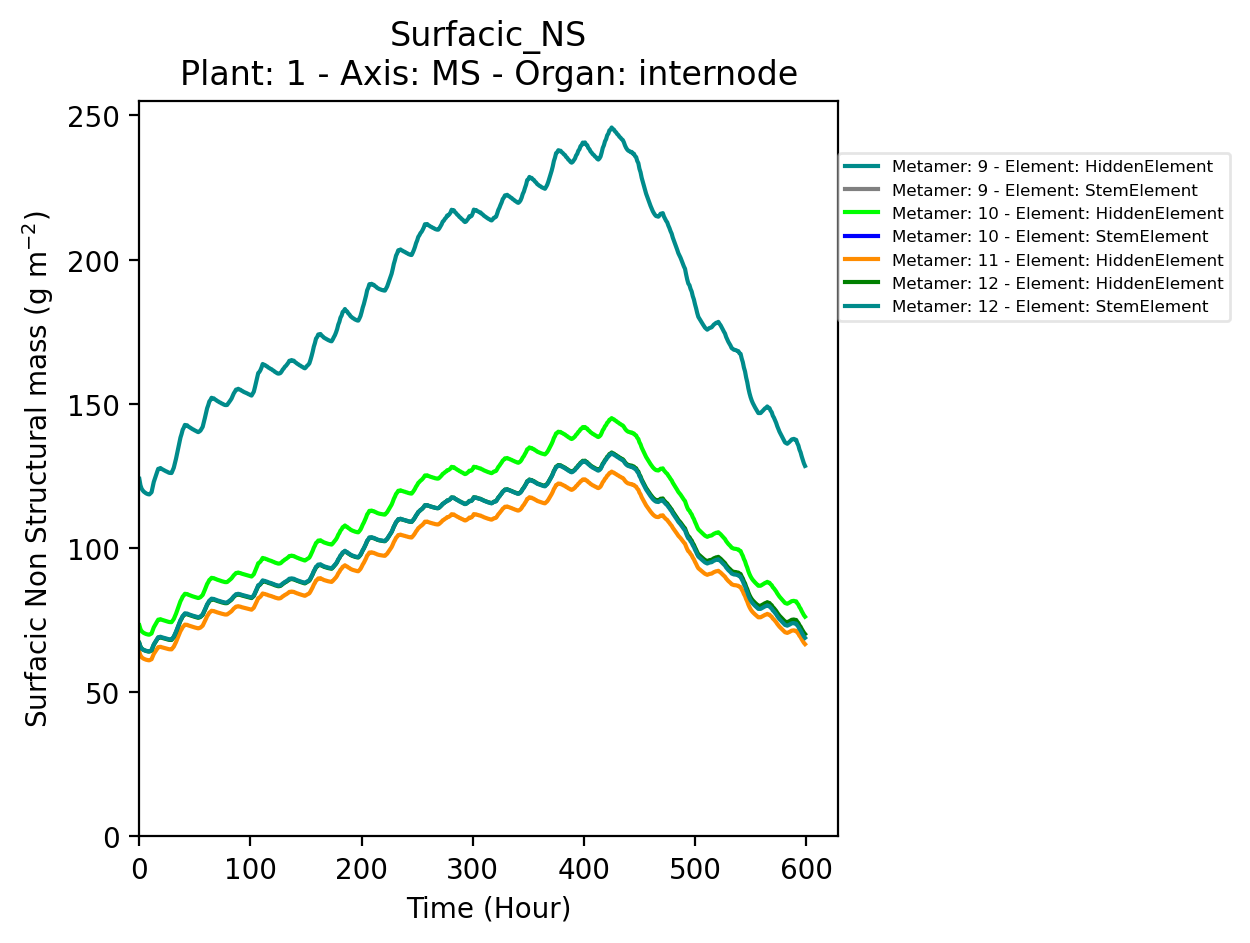 Surfacic_NS
Plant: 1 - Axis: MS - Organ: internode
250
200
150
100
50
0
0 100 200 300 400 500 600
Surfacic Non Structural mass (g m⁻²)
Time (Hour)
Metamer: 9 - Element: HiddenElement
Metamer: 9 - Element: StemElement
Metamer: 10 - Element: HiddenElement
Metamer: 10 - Element: StemElement
Metamer: 11 - Element: HiddenElement
Metamer: 12 - Element: HiddenElement
Metamer: 12 - Element: StemElement